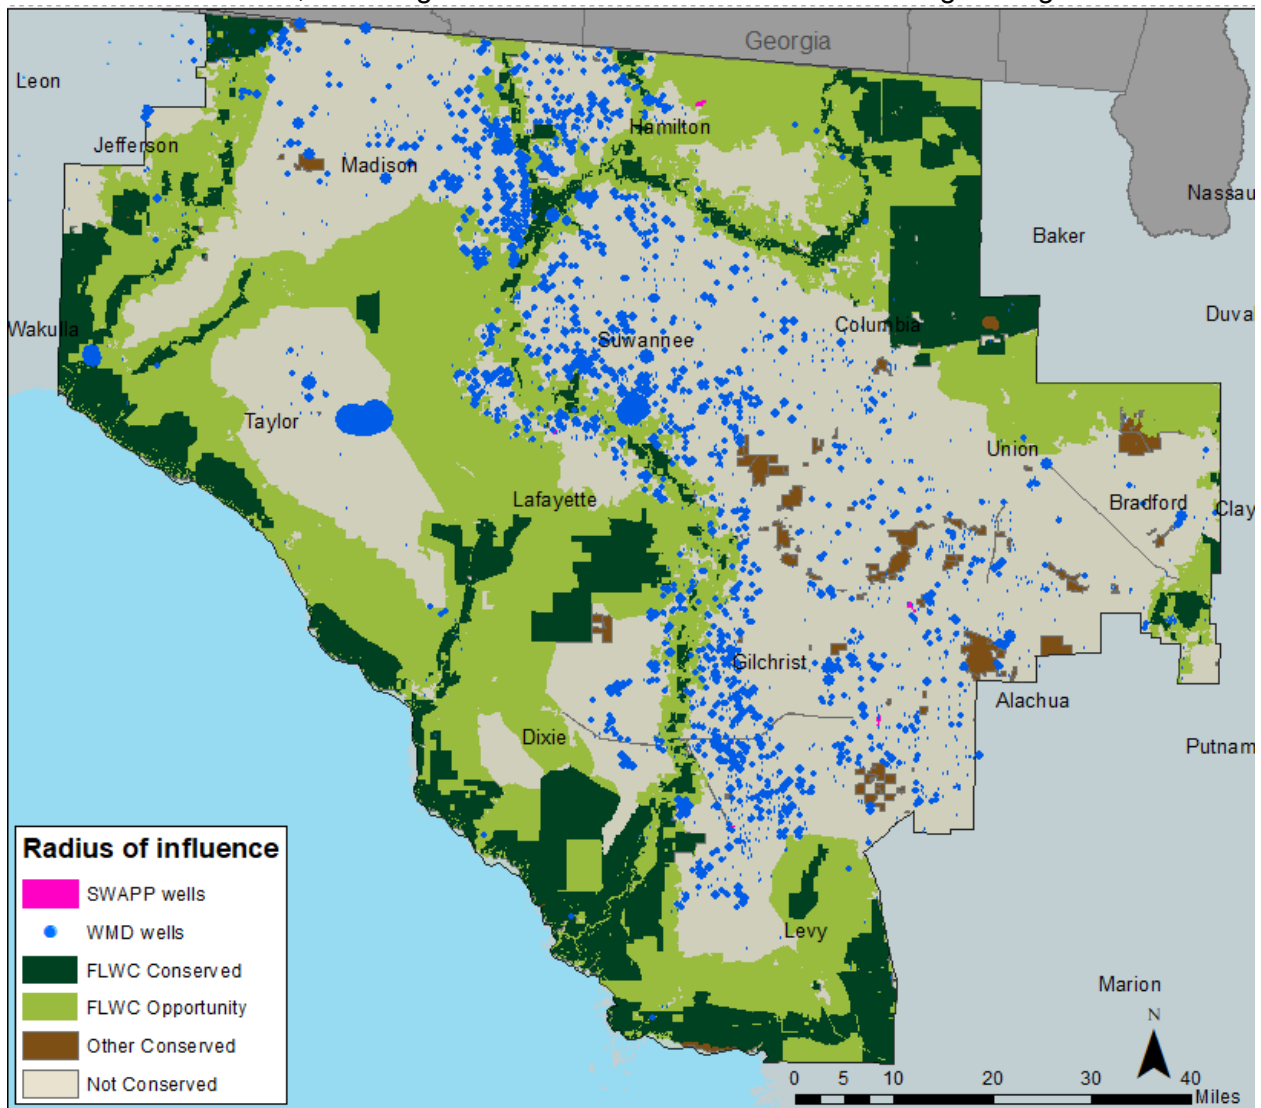 Georgia
Leon
Hamilton
Jefferson
Madison
Nassau
Baker
Wakulla
Columbia
Duval
Suwannee
Taylor
Union
Lafayette
Bradford
Clay
Gilchrist
Alachua
Dixie
Putnam
Radius of influence
SWAPP wells
WMD wells
FLWC Conserved
FLWC Opportunity
Other Conserved
Not Conserved
Levy
Marion
N
0 5 10 20 30 40
Miles